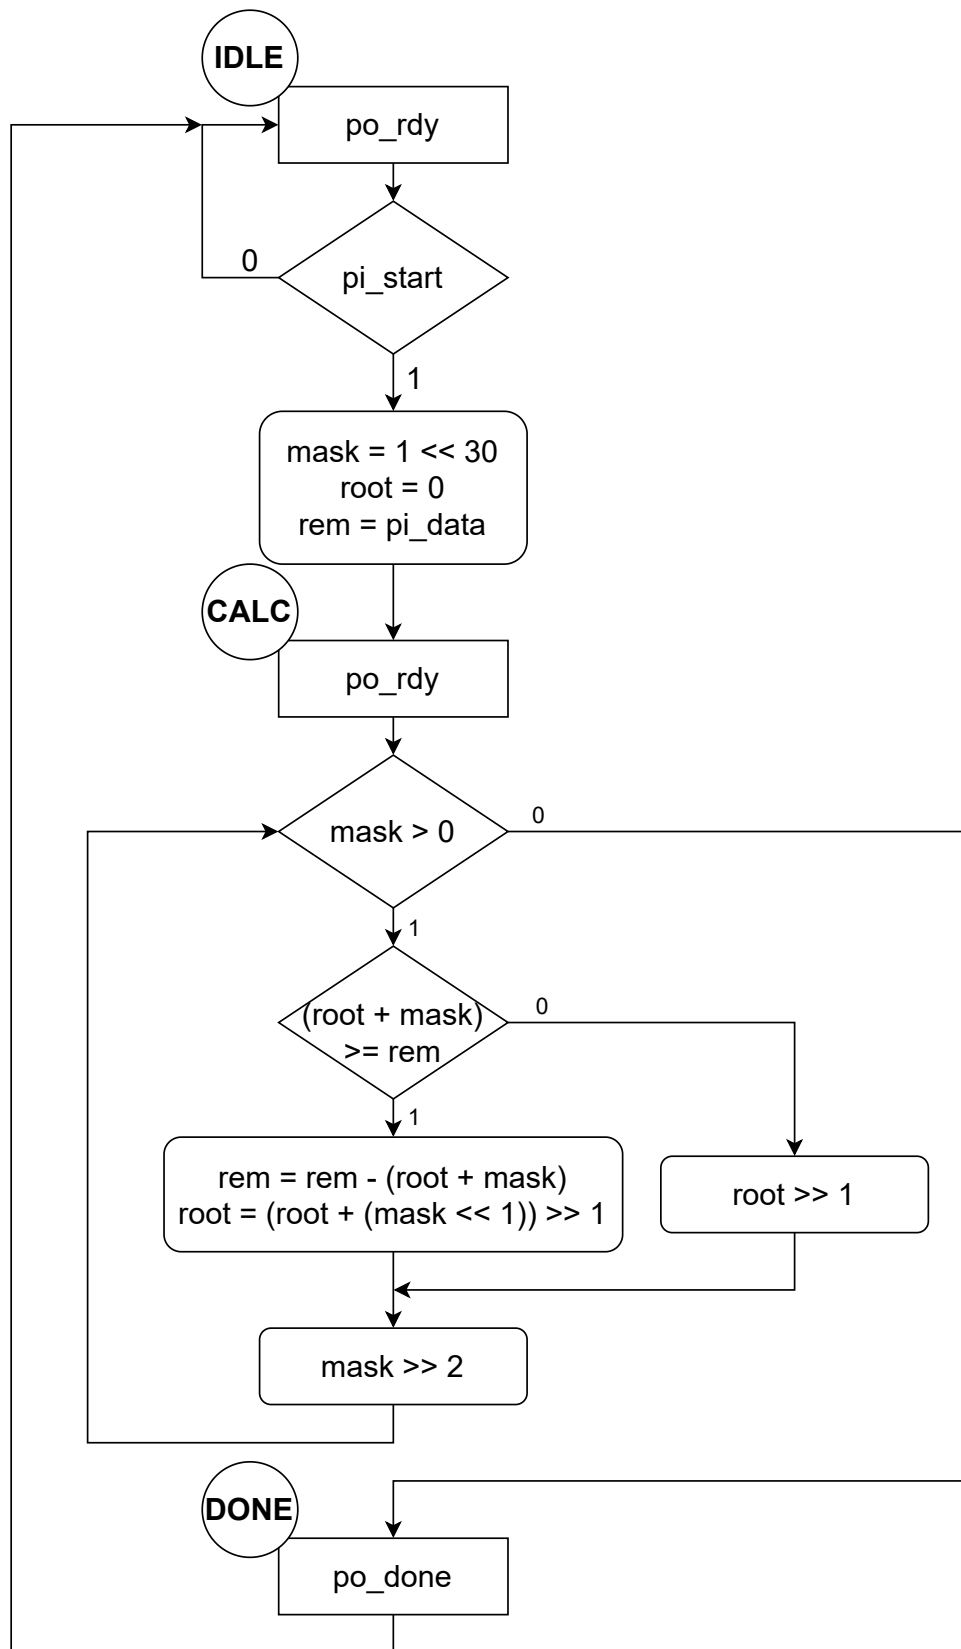 IDLE
po_rdy
0
pi_start
1
mask = 1 << 30
root = 0
rem = pi_data
CALC
po_rdy
mask > 0
0
1
(root + mask)
>= rem
0
1
rem = rem - (root + mask)
root = (root + (mask << 1)) >> 1
root >> 1
mask >> 2
DONE
po_done